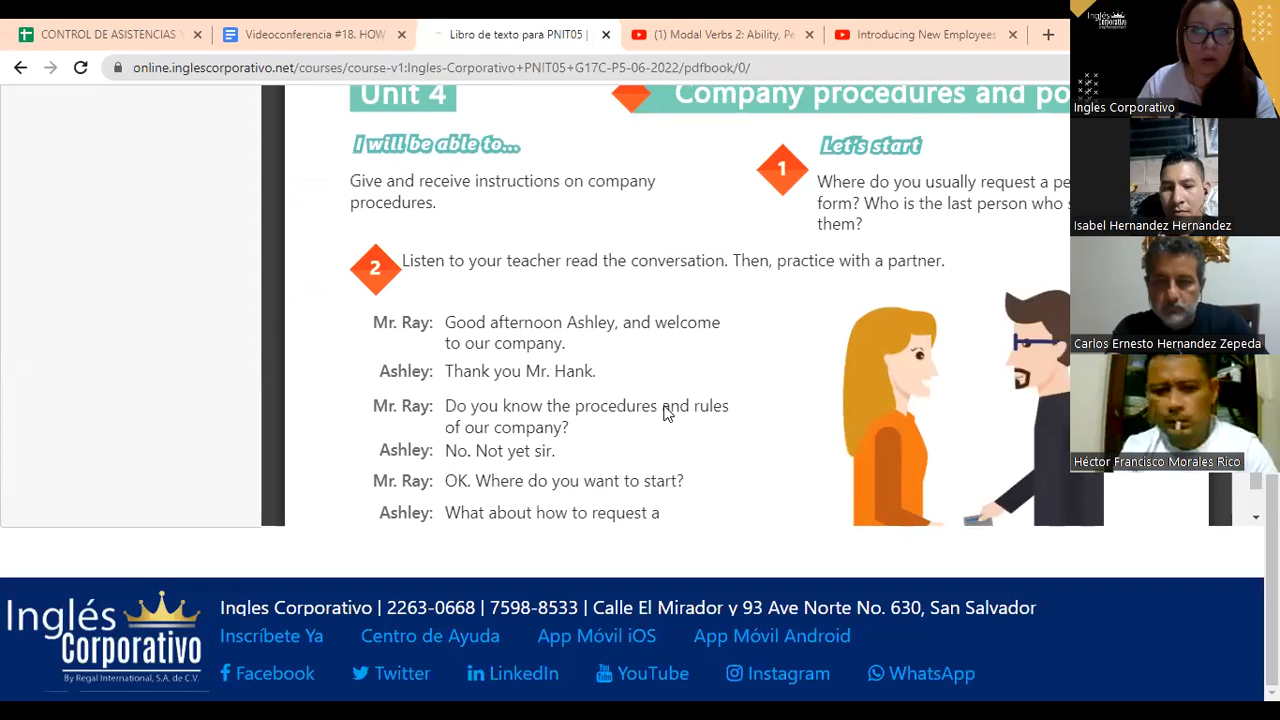 CONTROL DE ASISTENCIAS
Videoconferencia #18. HOW
Libro de texto para PNIT05 |
(1) Modal Verbs 2: Ability, Pe
Introducing New Employees
online.inglescorporativo.net/courses/course-v1:Ingles-Corporativo+PNIT05+G17C-P5-06-2022/pdfbook/0/
Unit 4
Company procedures and po
I will be able to...
Give and receive instructions on company
procedures.
1
Let's start
Where do you usually request a pe
form? Who is the last person who s
them?
2
Listen to your teacher read the conversation. Then, practice with a partner.
Mr. Ray: Good afternoon Ashley, and welcome
to our company.
Ashley: Thank you Mr. Hank.
Mr. Ray: Do you know the procedures and rules
of our company?
Ashley: No. Not yet sir.
Mr. Ray: OK. Where do you want to start?
Ashley: What about how to request a
Inglés
Corporativo
Ingles Corporativo
Isabel Hernandez Hernandez
Carlos Ernesto Hernandez Zepeda
Héctor Francisco Morales Rico
Inglés
Corporativo
By Regal International, S.A. de C.V.
Ingles Corporativo | 2263-0668 | 7598-8533 | Calle El Mirador y 93 Ave Norte No. 630, San Salvador
Inscríbete Ya Centro de Ayuda App Móvil iOS App Móvil Android
Facebook Twitter LinkedIn YouTube Instagram WhatsApp